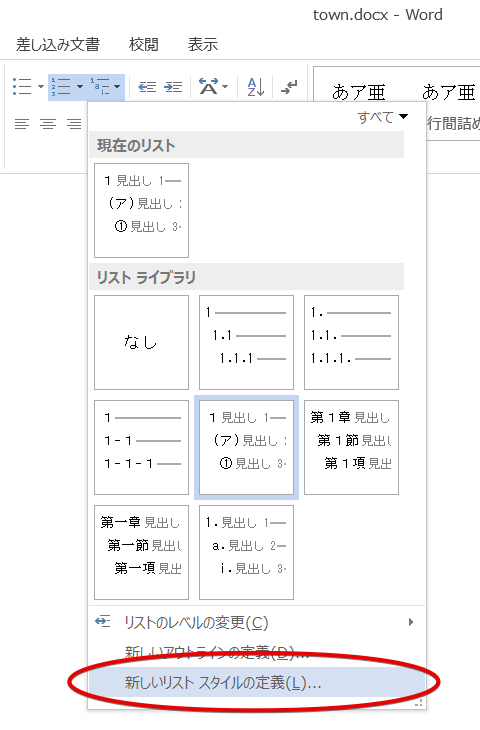 town.docx - Word
差し込み文書 校閲 表示
あア亜 あア亜
行間詰め
すべて
現在のリスト
1 見出し 1
(ア) 見出し
① 見出し 3
リスト ライブラリ
なし
1
1.1
1.1.1
1.
1.1.
1.1.1.
1
1-1
1-1-1
1 見出し 1
(ア) 見出し
① 見出し 3
第1章 見出し
第1節 見出し
第1項 見出
第一章 見出し
第一節 見出し
第一項 見出
1. 見出し 1
a. 見出し 2
i. 見出し 3
リストのレベルの変更(C)
新しいアウトラインの定義(D)...
新しいリスト スタイルの定義(L)...